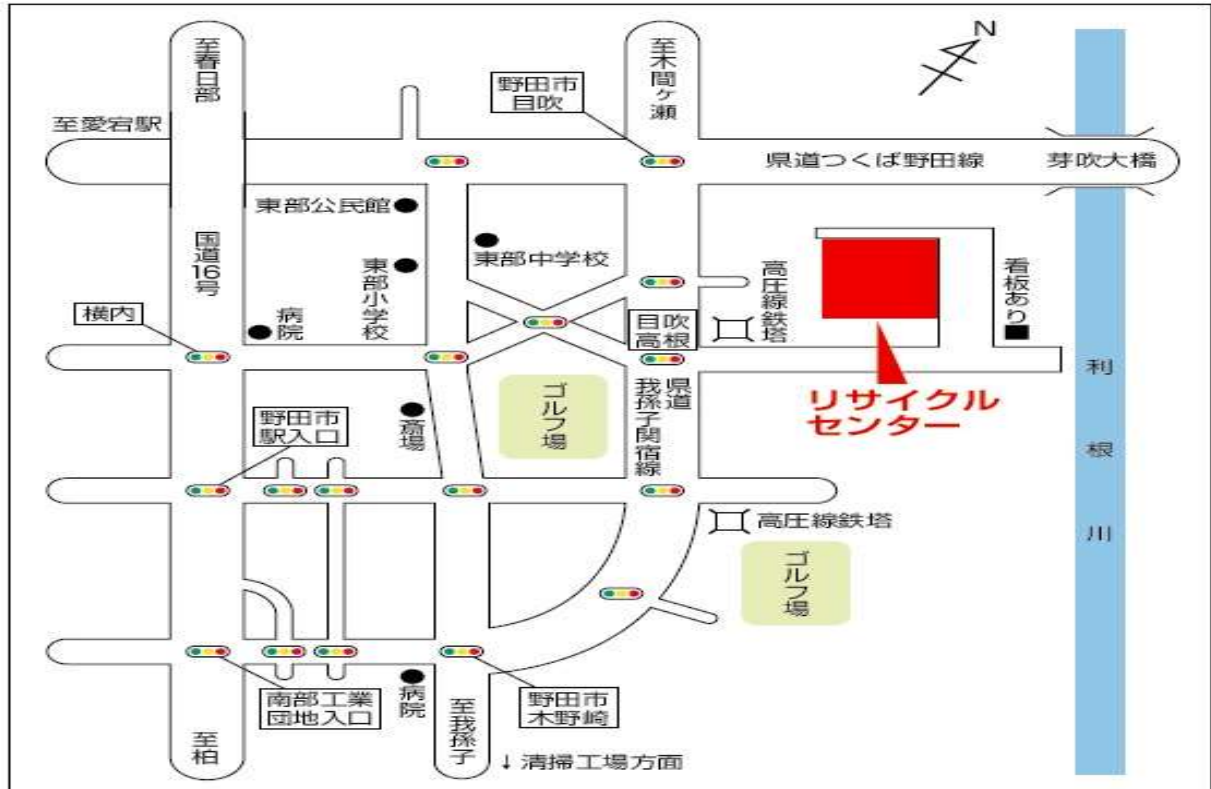 至春日部
至木間ヶ瀬
N
野田市
目吹
至愛宕駅
県道つくば野田線
芽吹大橋
東部公民館
国道16号
東部小学校
東部中学校
高圧線鉄塔
看板あり
横内
病院
目吹
高根
利根川
リサイクル
センター
ゴルフ場
県道
我孫子関宿線
野田市
駅入口
斎場
高圧線鉄塔
ゴルフ場
南部工業
団地入口
病院
野田市
木野崎
至柏
至我孫子
↓清掃工場方面